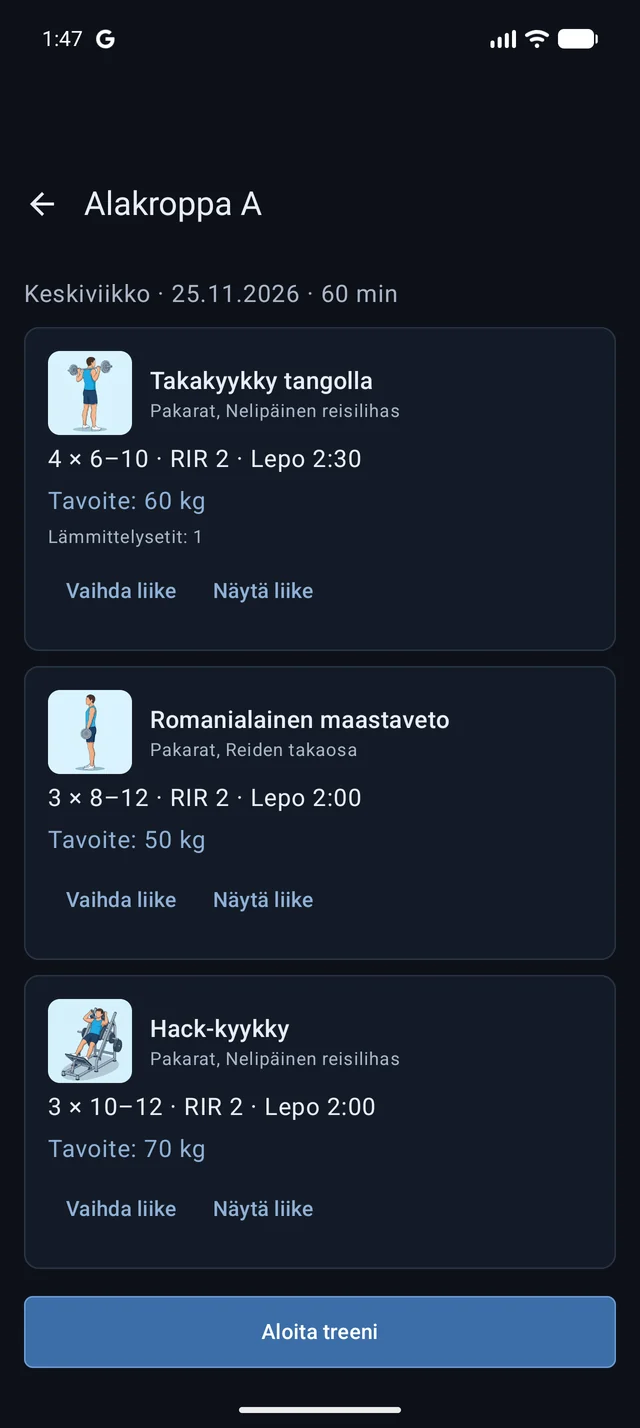 1:47 G
Alakroppa A
Keskiviikko · 25.11.2026 · 60 min
Takakyykky tangolla
Pakarat, Nelipäinen reisilihas
4 × 6–10 · RIR 2 · Lepo 2:30
Tavoite: 60 kg
Lämmittelysetit: 1
Vaihda liike Näytä liike
Romanialainen maastaveto
Pakarat, Reiden takaosa
3 × 8–12 · RIR 2 · Lepo 2:00
Tavoite: 50 kg
Vaihda liike Näytä liike
Hack-kyykky
Pakarat, Nelipäinen reisilihas
3 × 10–12 · RIR 2 · Lepo 2:00
Tavoite: 70 kg
Vaihda liike Näytä liike
Aloita treeni